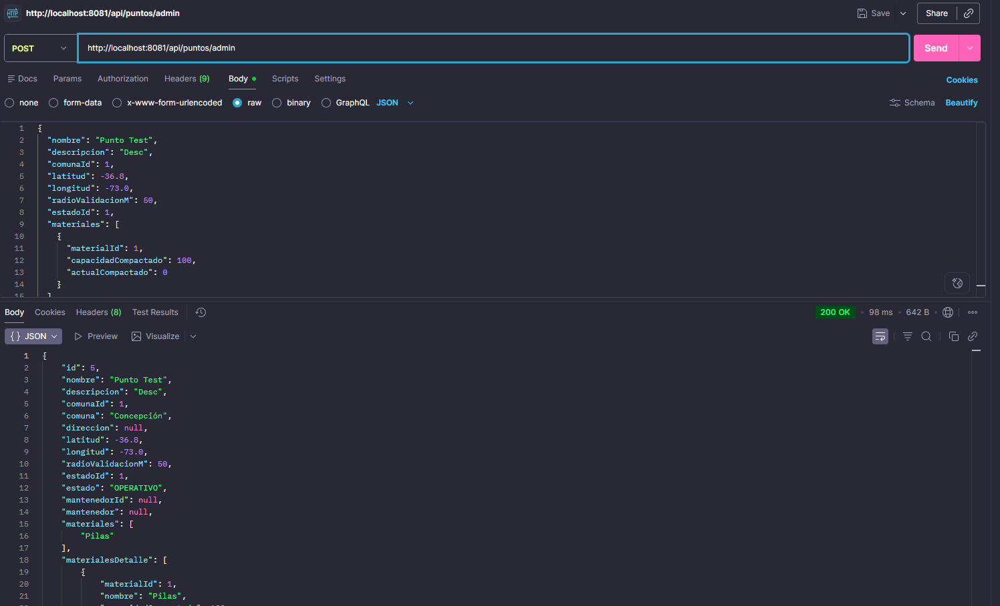 HTTP http://localhost:8081/api/puntos/admin Save Share
POST http://localhost:8081/api/puntos/admin Send
Docs Params Authorization Headers (9) Body Scripts Settings Cookies
none form-data x-www-form-urlencoded raw binary GraphQL JSON Schema Beautify
1 {
2 "nombre": "Punto Test",
3 "descripcion": "Desc",
4 "comunaId": 1,
5 "latitud": -36.8,
6 "longitud": -73.0,
7 "radioValidacionM": 50,
8 "estadoId": 1,
9 "materiales": [
10 {
11 "materialId": 1,
12 "capacidadCompactado": 100,
13 "actualCompactado": 0
14 }
15 ]
Body Cookies Headers (8) Test Results 200 OK • 98 ms • 642 B
{} JSON Preview Visualize
1 {
2 "id": 5,
3 "nombre": "Punto Test",
4 "descripcion": "Desc",
5 "comunaId": 1,
6 "comuna": "Concepción",
7 "direccion": null,
8 "latitud": -36.8,
9 "longitud": -73.0,
10 "radioValidacionM": 50,
11 "estadoId": 1,
12 "estado": "OPERATIVO",
13 "mantenedorId": null,
14 "mantenedor": null,
15 "materiales": [
16 "Pilas"
17 ],
18 "materialesDetalle": [
19 {
20 "materialId": 1,
21 "nombre": "Pilas",